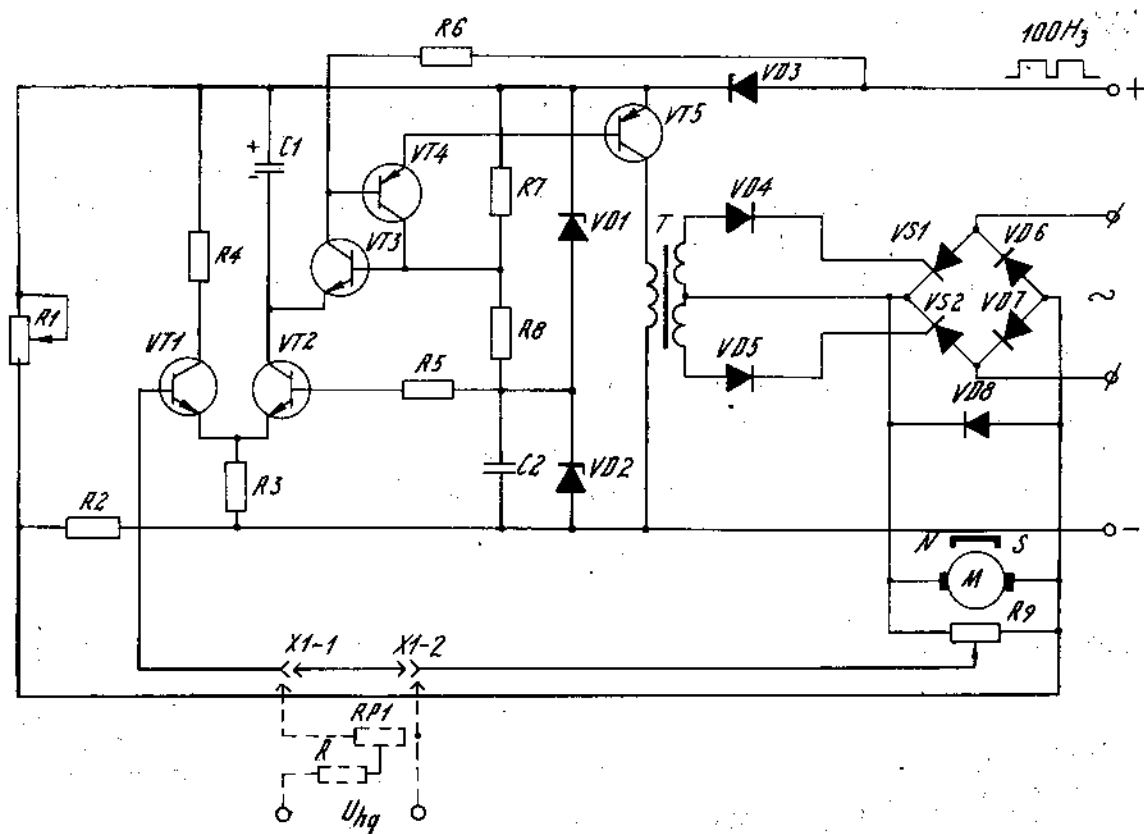 R6
100H3
VD3
+
VT5
C1
+
-
VT4
R7
VD1
T
VD4
VS1
VD6
R4
VT3
VS2
VD7
~
R1
R8
VT1
VT2
R5
VD5
VD8
C2
VD2
R3
R2
-
N
S
M
R9
X1-1
X1-2
RP1
R
Uhq